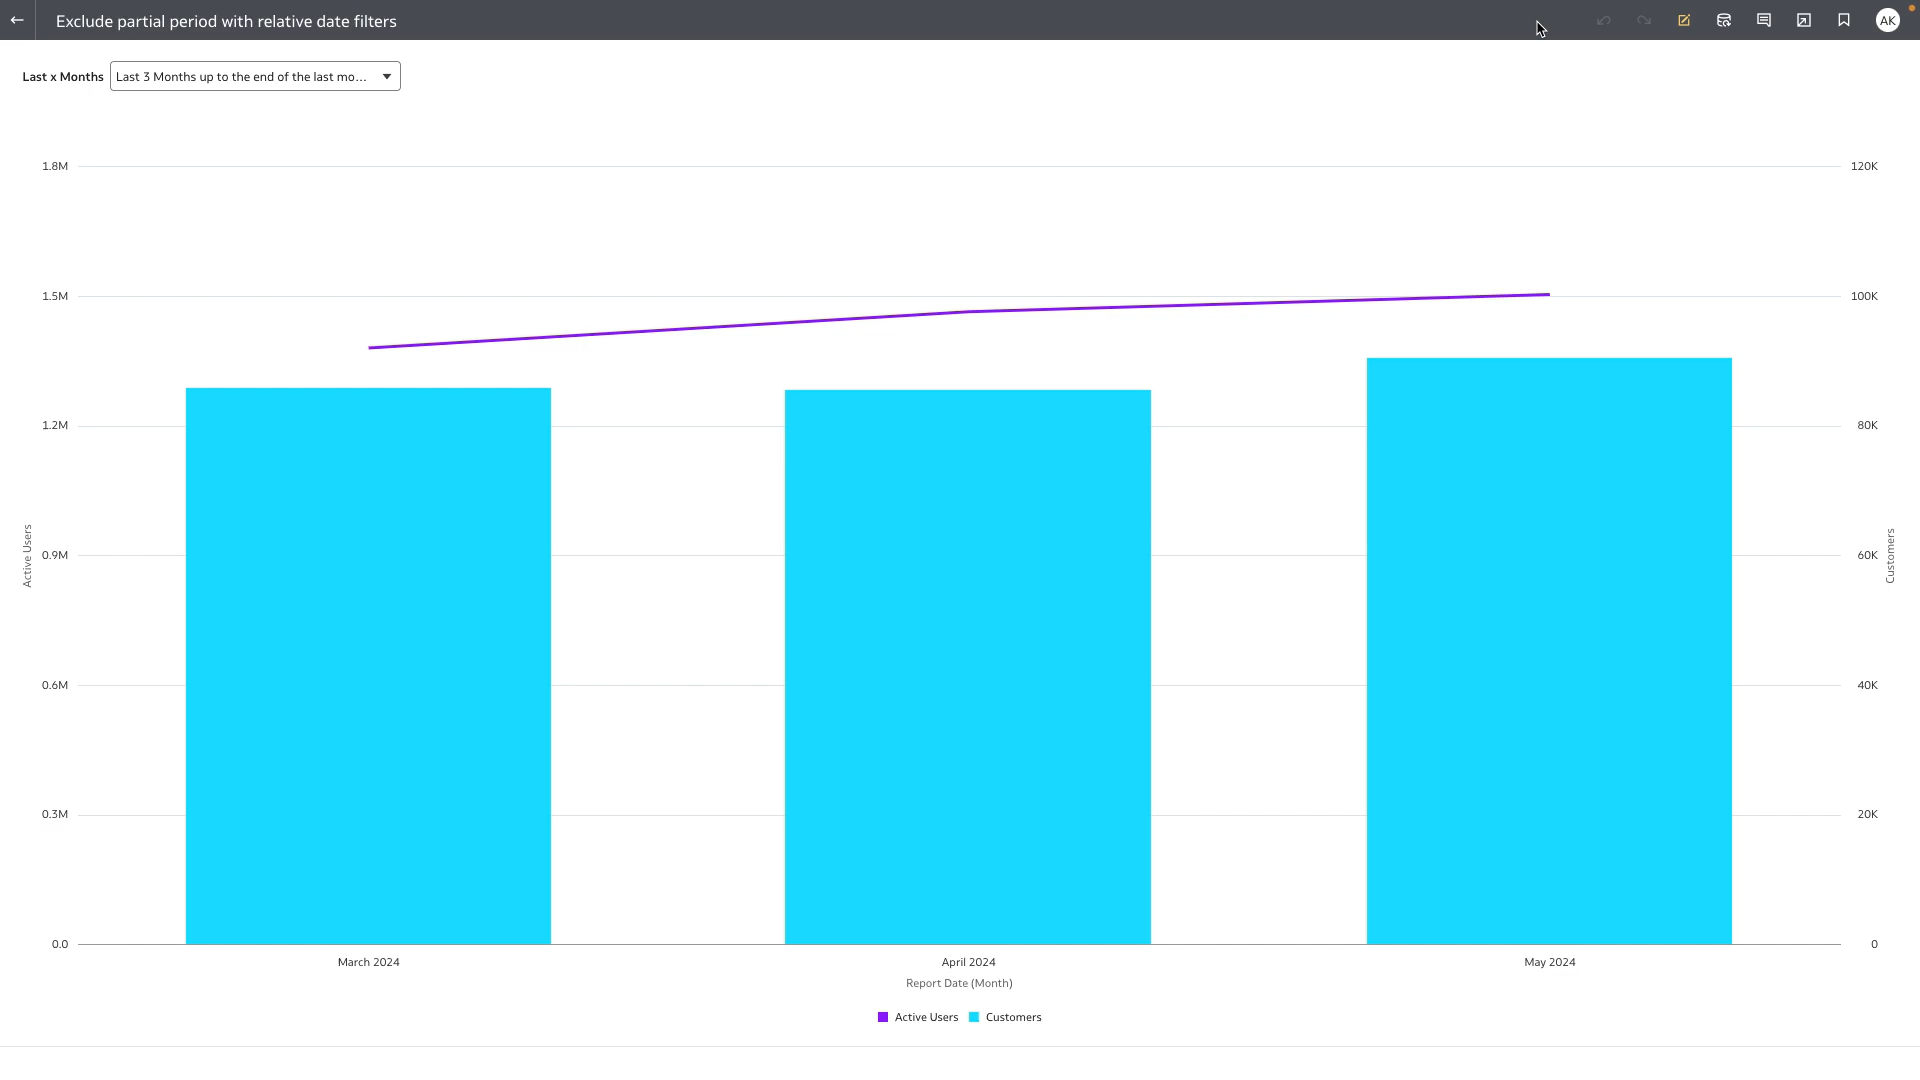 Exclude partial period with relative date filters
AK
Last x Months
Last 3 Months up to the end of the last mo...
1.8M
120K
1.5M
100K
1.2M
80K
Active Users
0.9M
60K
Customers
0.6M
40K
0.3M
20K
0.0
0
March 2024
April 2024
May 2024
Report Date (Month)
Active Users
Customers